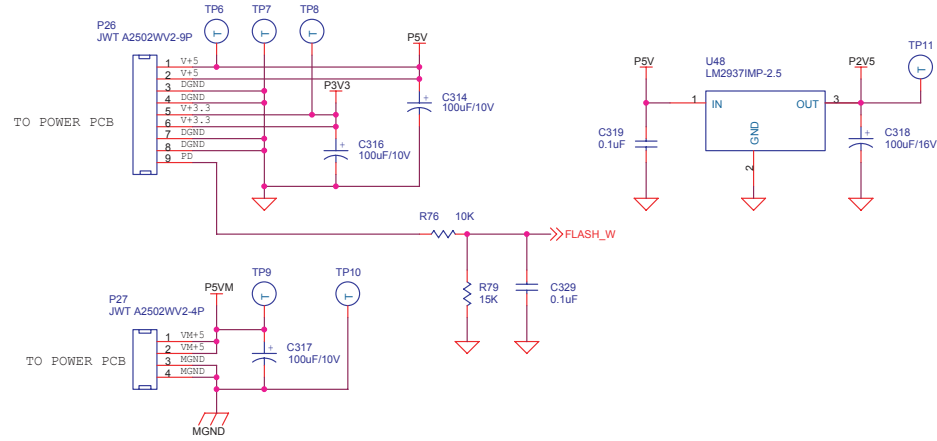 P26
JWT A2502WV2-9P
TP6
TP7
TP8
T
T
T
P5V
1 V+5
2 V+5
3 DGND
4 DGND
5 V+3.3
6 V+3.3
7 DGND
8 DGND
9 PD
TO POWER PCB
P3V3
+
C314
100uF/10V
+
C316
100uF/10V
P5V
U48
LM2937IMP-2.5
P2V5
TP11
T
1
IN
OUT
3
GND
2
C319
0.1uF
+
C318
100uF/16V
R76 10K
FLASH_W
R79
15K
C329
0.1uF
P27
JWT A2502WV2-4P
P5VM
TP9
TP10
T
T
1 VM+5
2 VM+5
3 MGND
4 MGND
TO POWER PCB
+
C317
100uF/10V
MGND